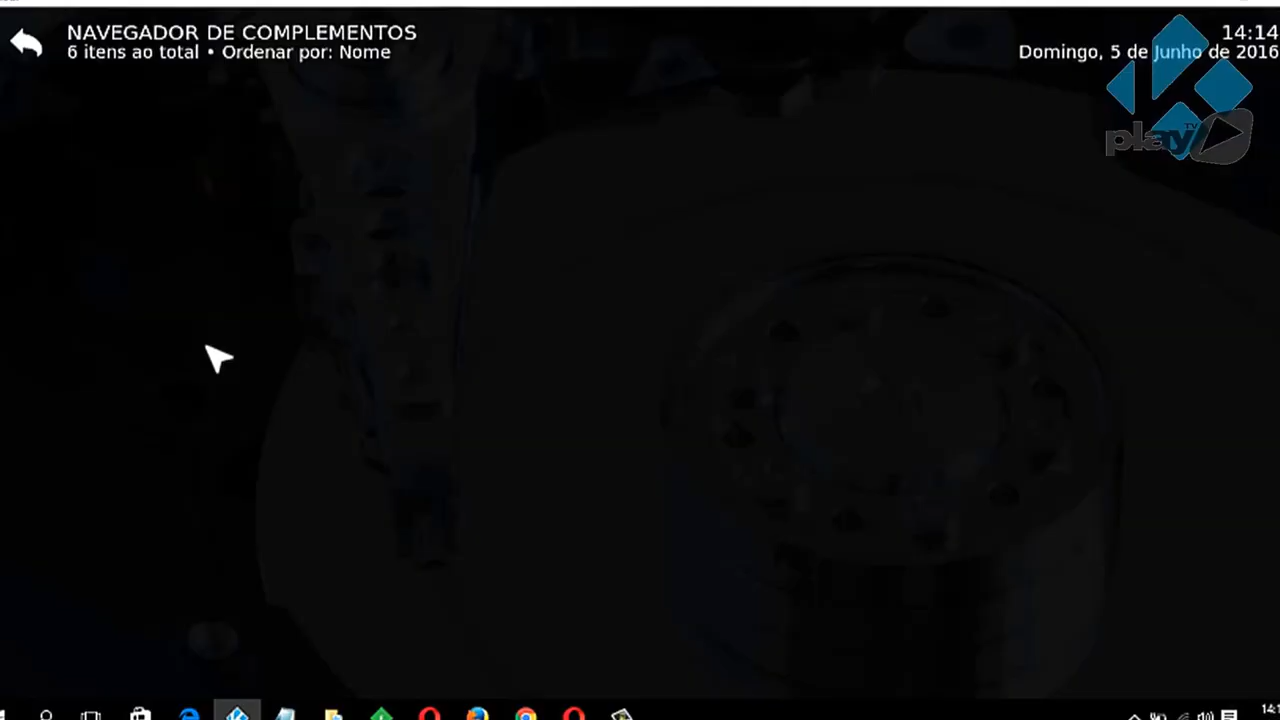 NAVEGADOR DE COMPLEMENTOS
6 itens ao total • Ordenar por: Nome
14:14
Domingo, 5 de Junho de 2016
play TV